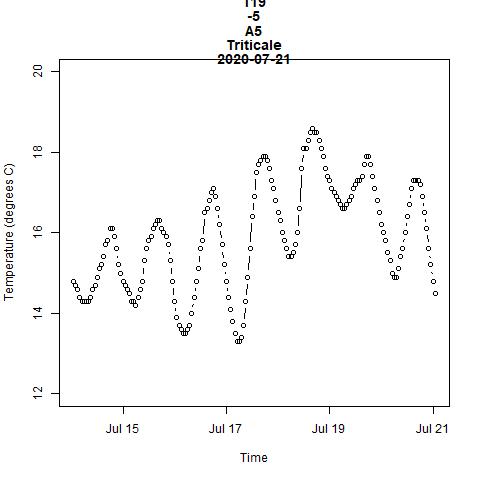 T19
-5
A5
Triticale
2020-07-21
Temperature (degrees C)
20
18
16
14
12
Jul 15
Jul 17
Jul 19
Jul 21
Time